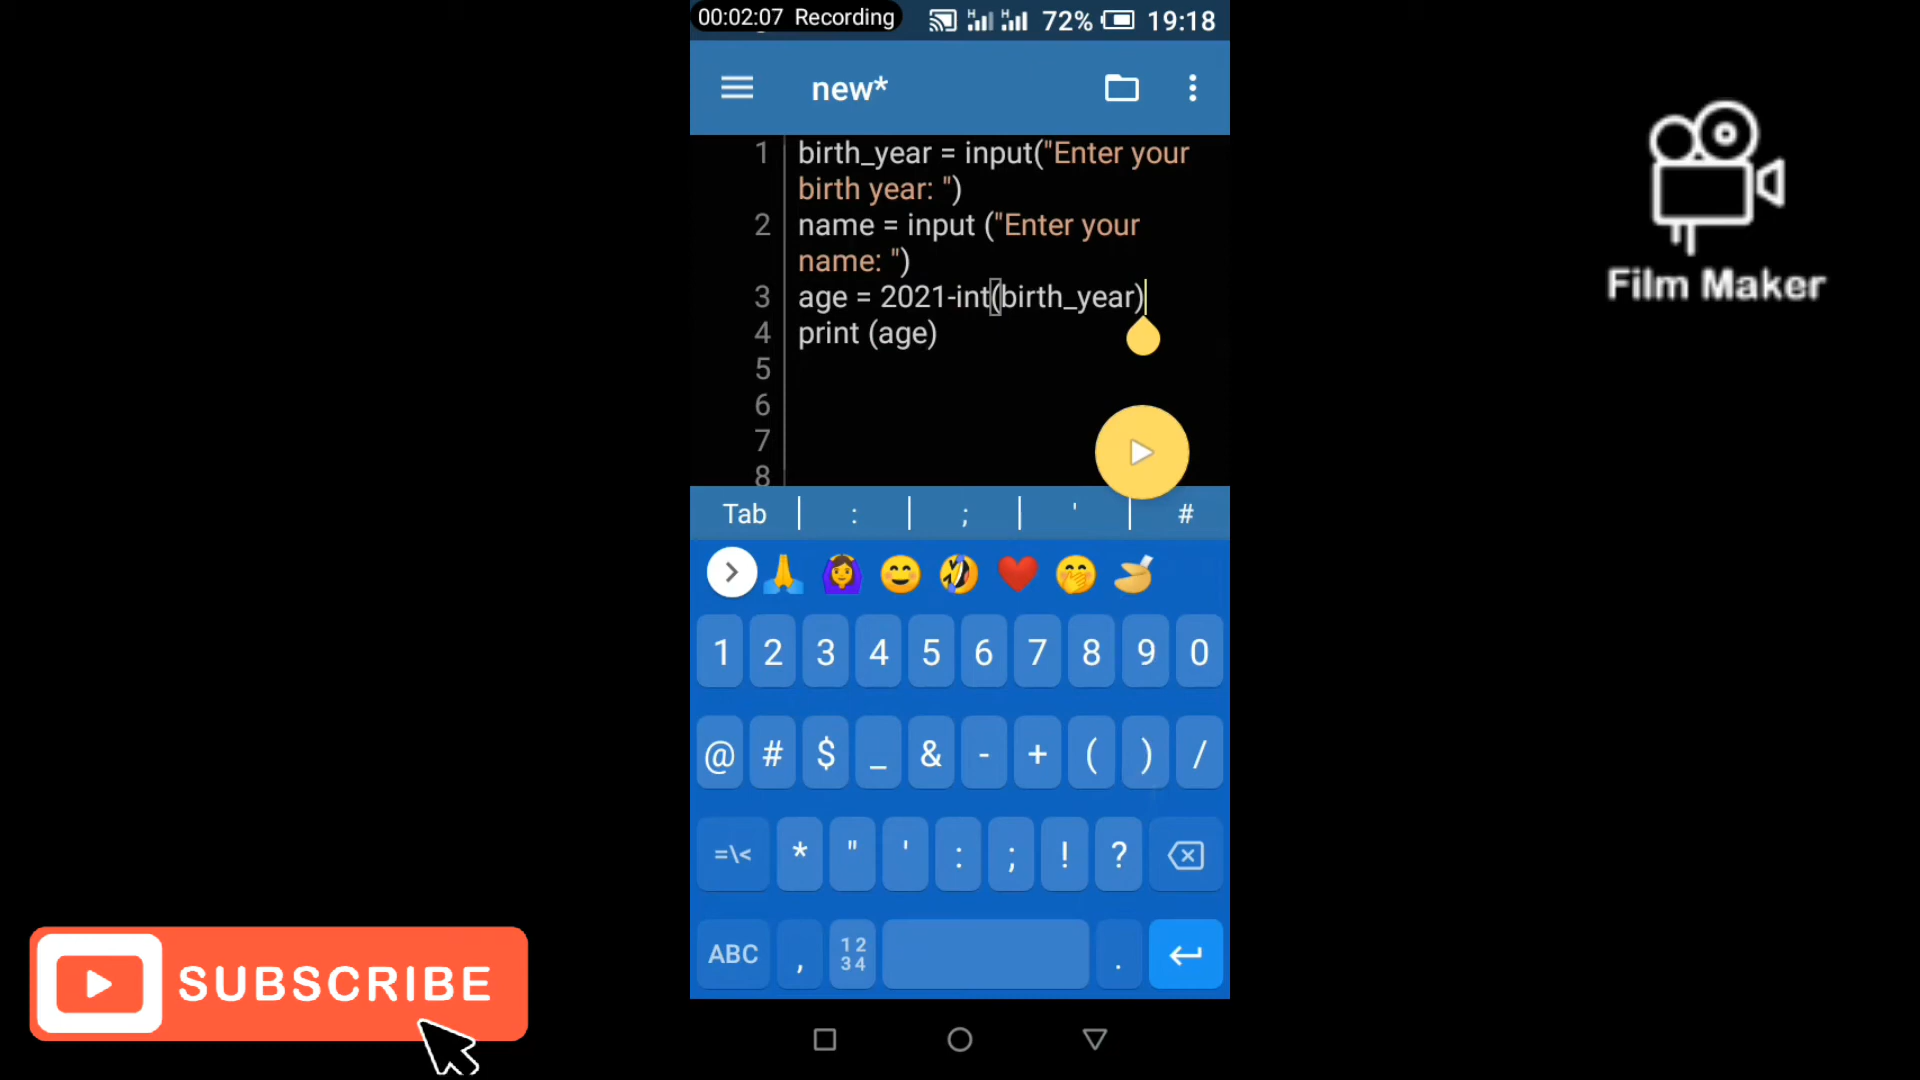 00:02:07 Recording
H H 72% 19:18
new*
1 birth_year = input("Enter your
birth year: ")
2 name = input ("Enter your
name: ")
3 age = 2021-int(birth_year)
4 print (age)
5
6
7
8
Tab : ; ' #
1 2 3 4 5 6 7 8 9 0
@ # $ _ & - + ( ) /
=\< * " ' : ; ! ?
ABC , 12 34 .
Film Maker
SUBSCRIBE